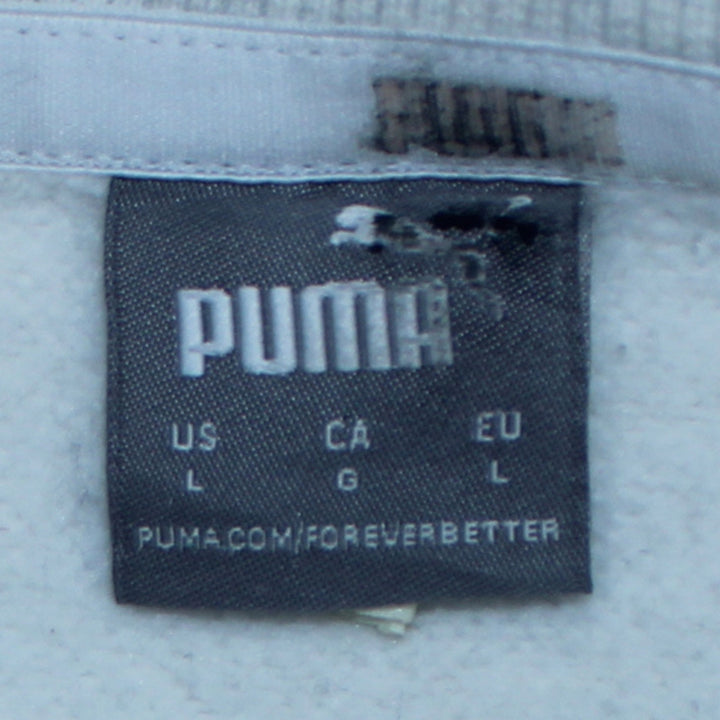 PUMA
US CA EU
L G L
PUMA.COM/FOREVERBETTER